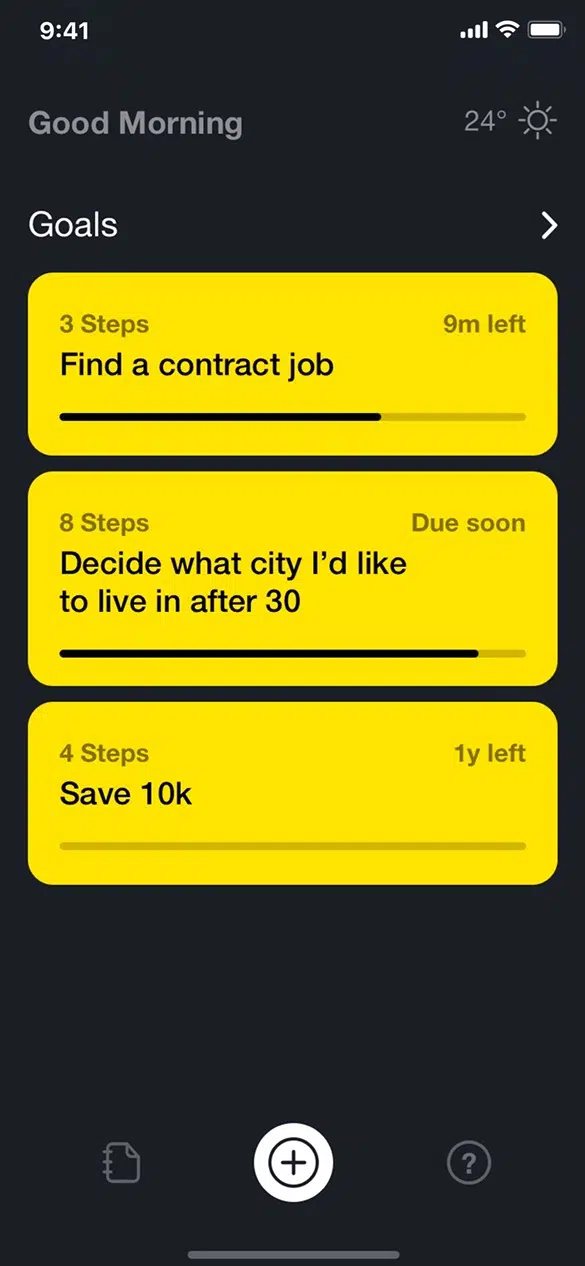 9:41
Good Morning
24°
Goals
3 Steps
9m left
Find a contract job
8 Steps
Due soon
Decide what city I’d like
to live in after 30
4 Steps
1y left
Save 10k
?